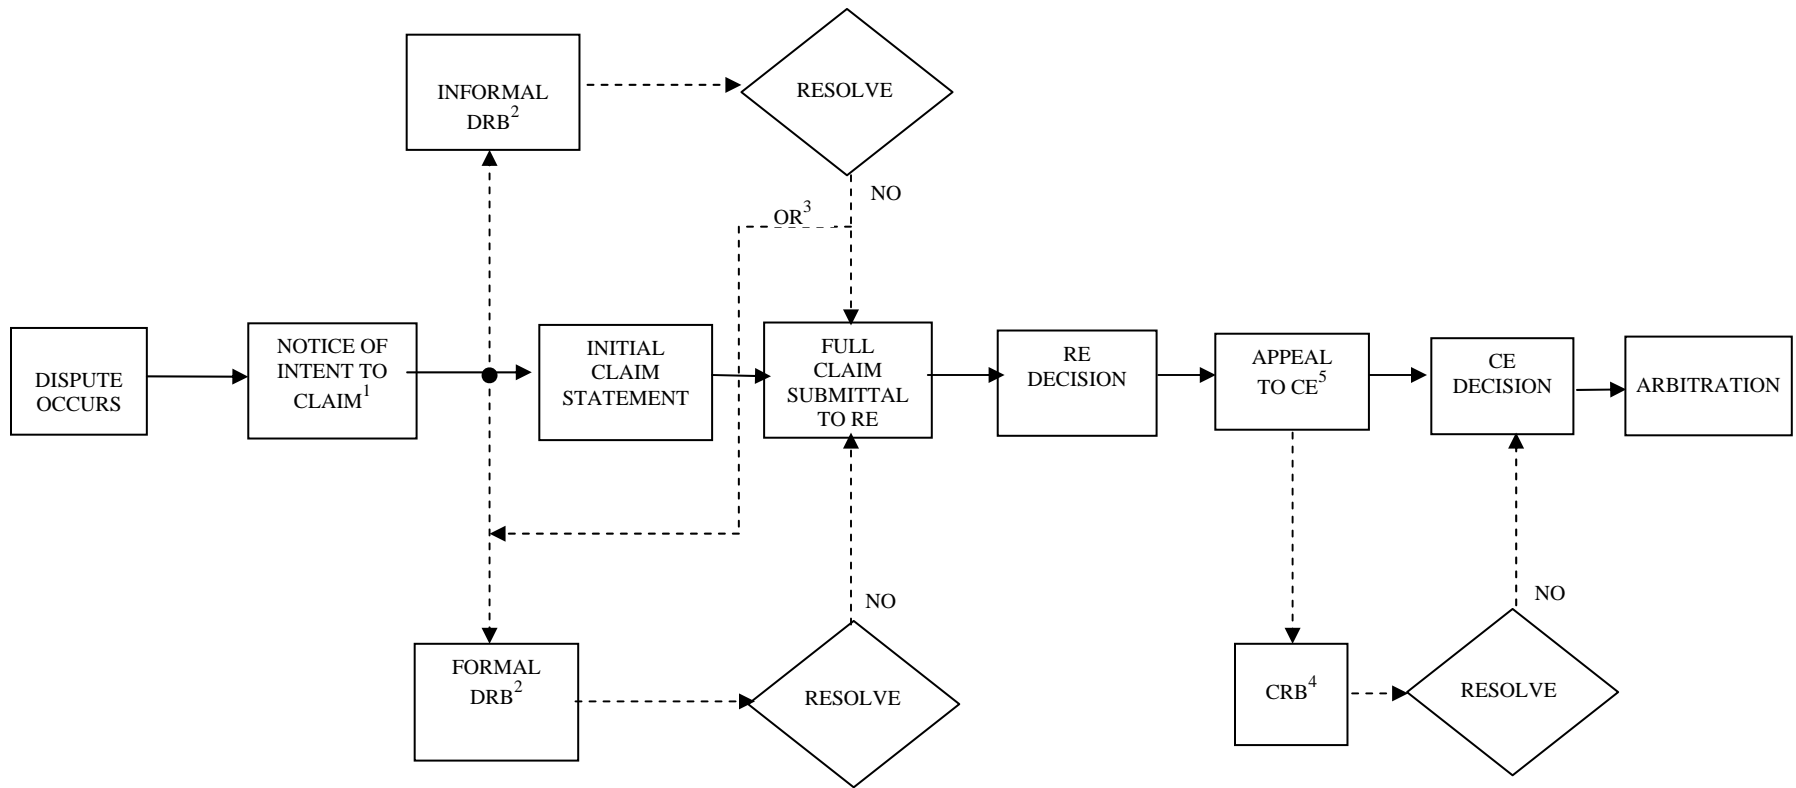 INFORMAL
DRB²
RESOLVE
NO
OR³
DISPUTE
OCCURS
NOTICE OF
INTENT TO
CLAIM¹
INITIAL
CLAIM
STATEMENT
FULL
CLAIM
SUBMITTAL
TO RE
RE
DECISION
APPEAL
TO CE⁵
CE
DECISION
ARBITRATION
FORMAL
DRB²
NO
RESOLVE
CRB⁴
NO
RESOLVE